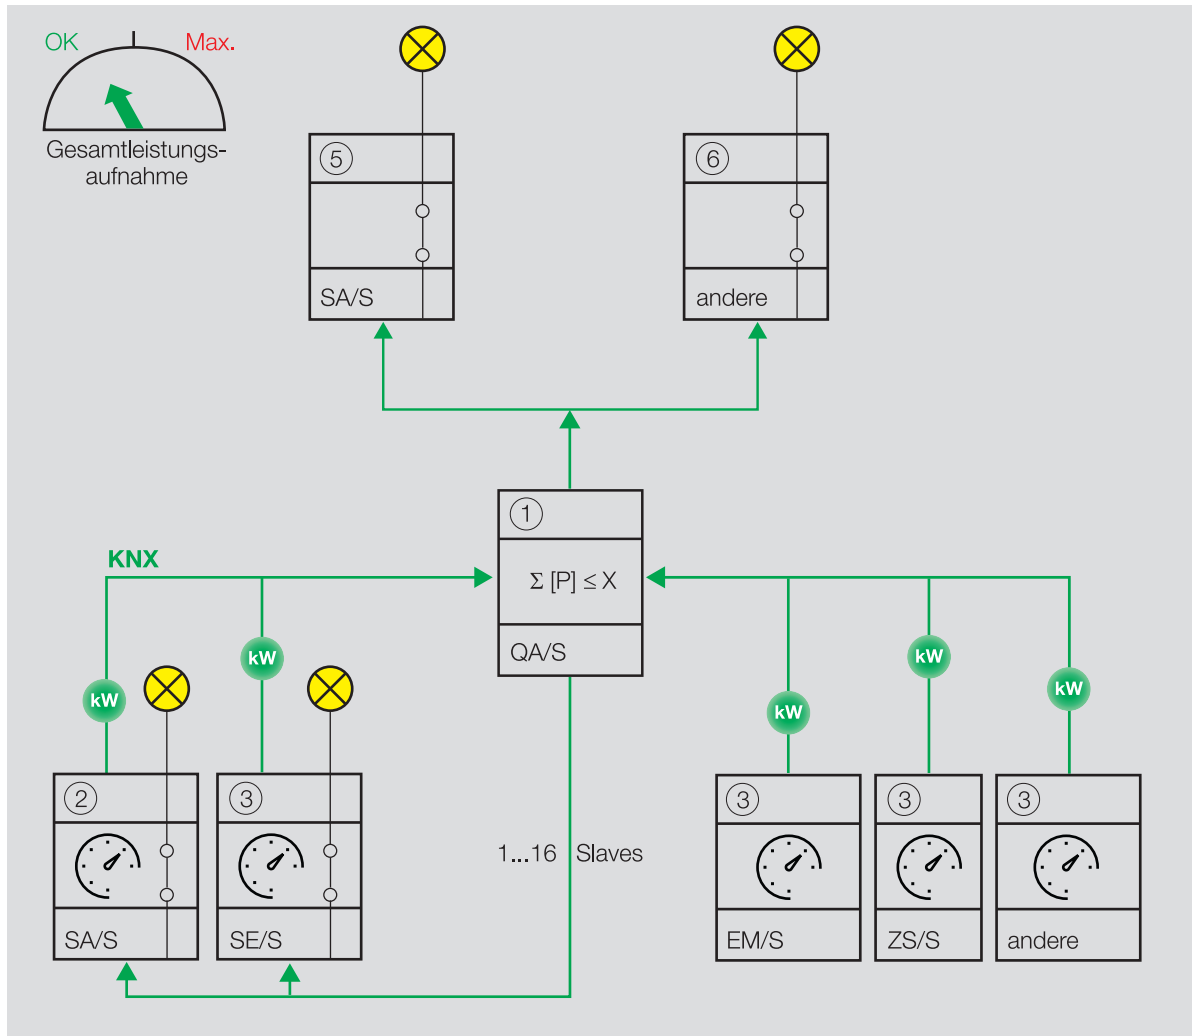 OK
Max.
Gesamtleistungs-
aufnahme
5
SA/S
6
andere
1
Σ [P] ≤ X
QA/S
KNX
kW
kW
kW
kW
kW
2
SA/S
3
SE/S
1...16 Slaves
3
EM/S
3
ZS/S
3
andere